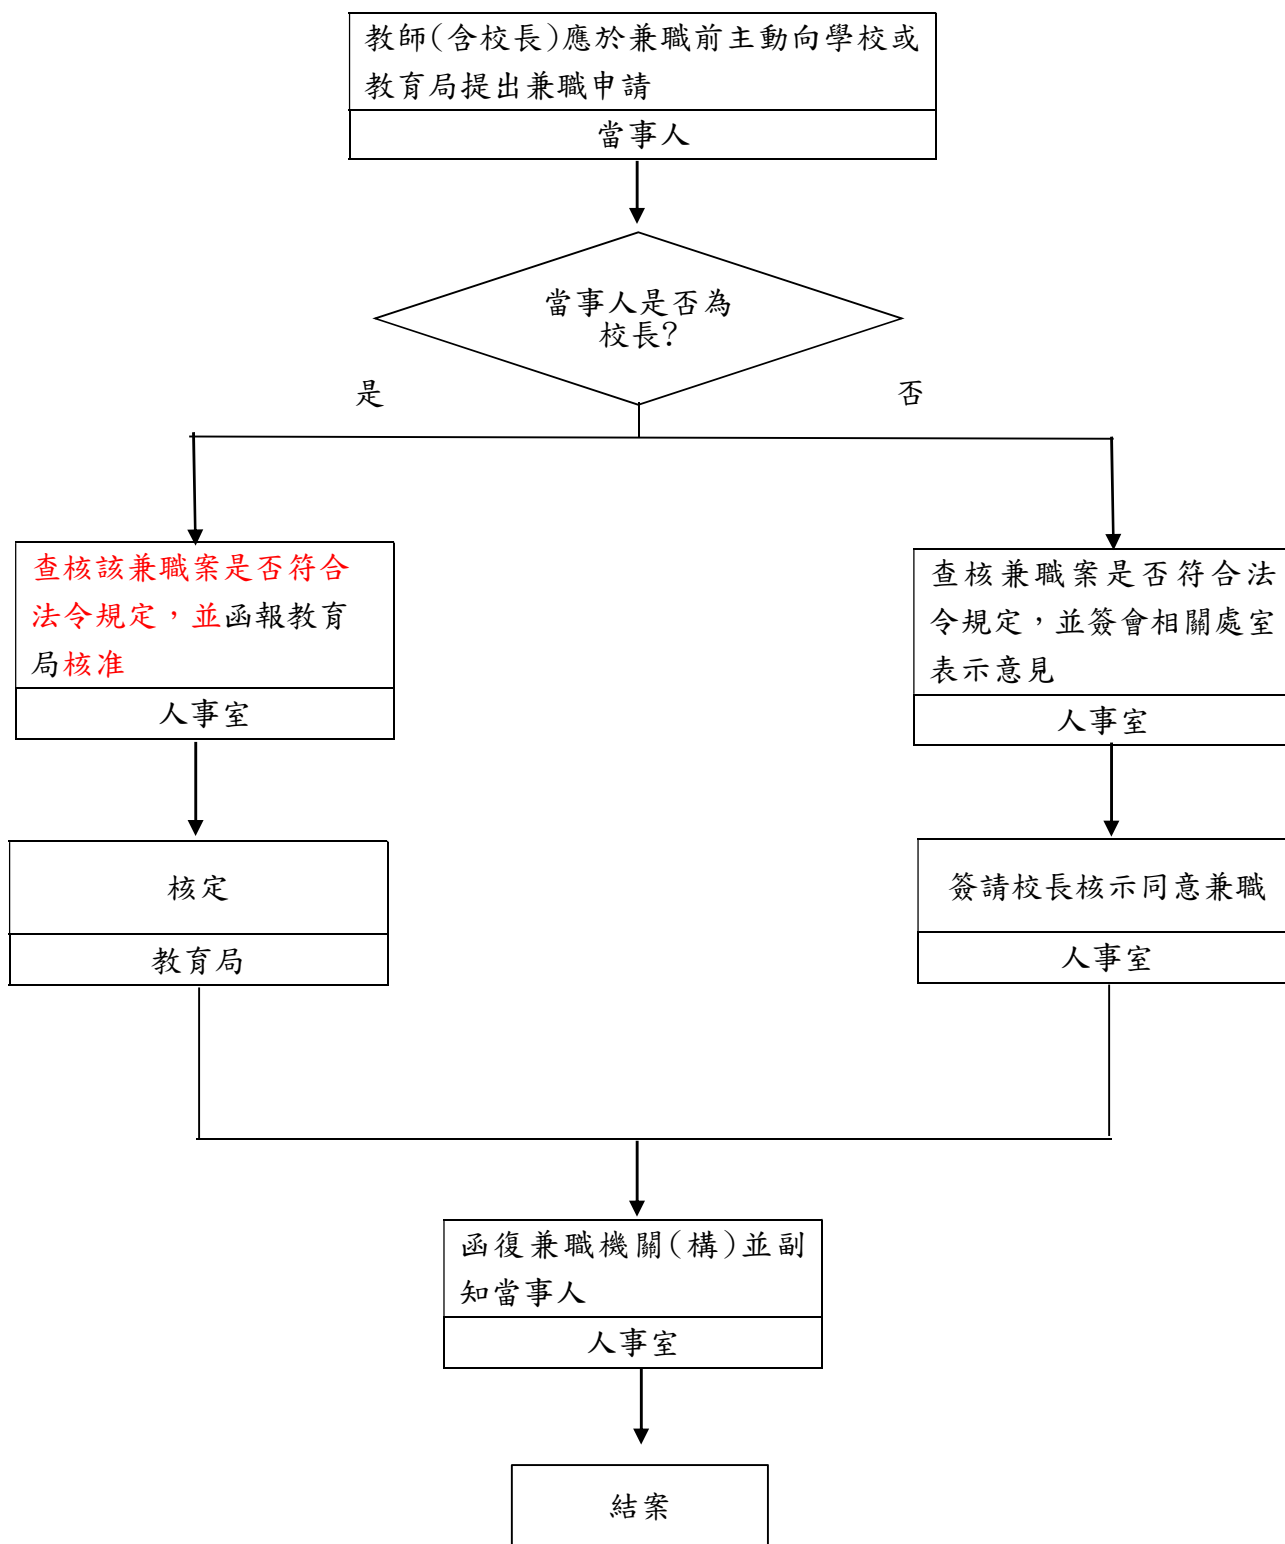 教師(含校長)應於兼職前主動向學校或
教育局提出兼職申請
當事人
當事人是否為
校長?
是
否
查核該兼職案是否符合
法令規定，並函報教育
局核准
人事室
查核兼職案是否符合法
令規定，並簽會相關處室
表示意見
人事室
核定
教育局
簽請校長核示同意兼職
人事室
函復兼職機關(構)並副
知當事人
人事室
結案